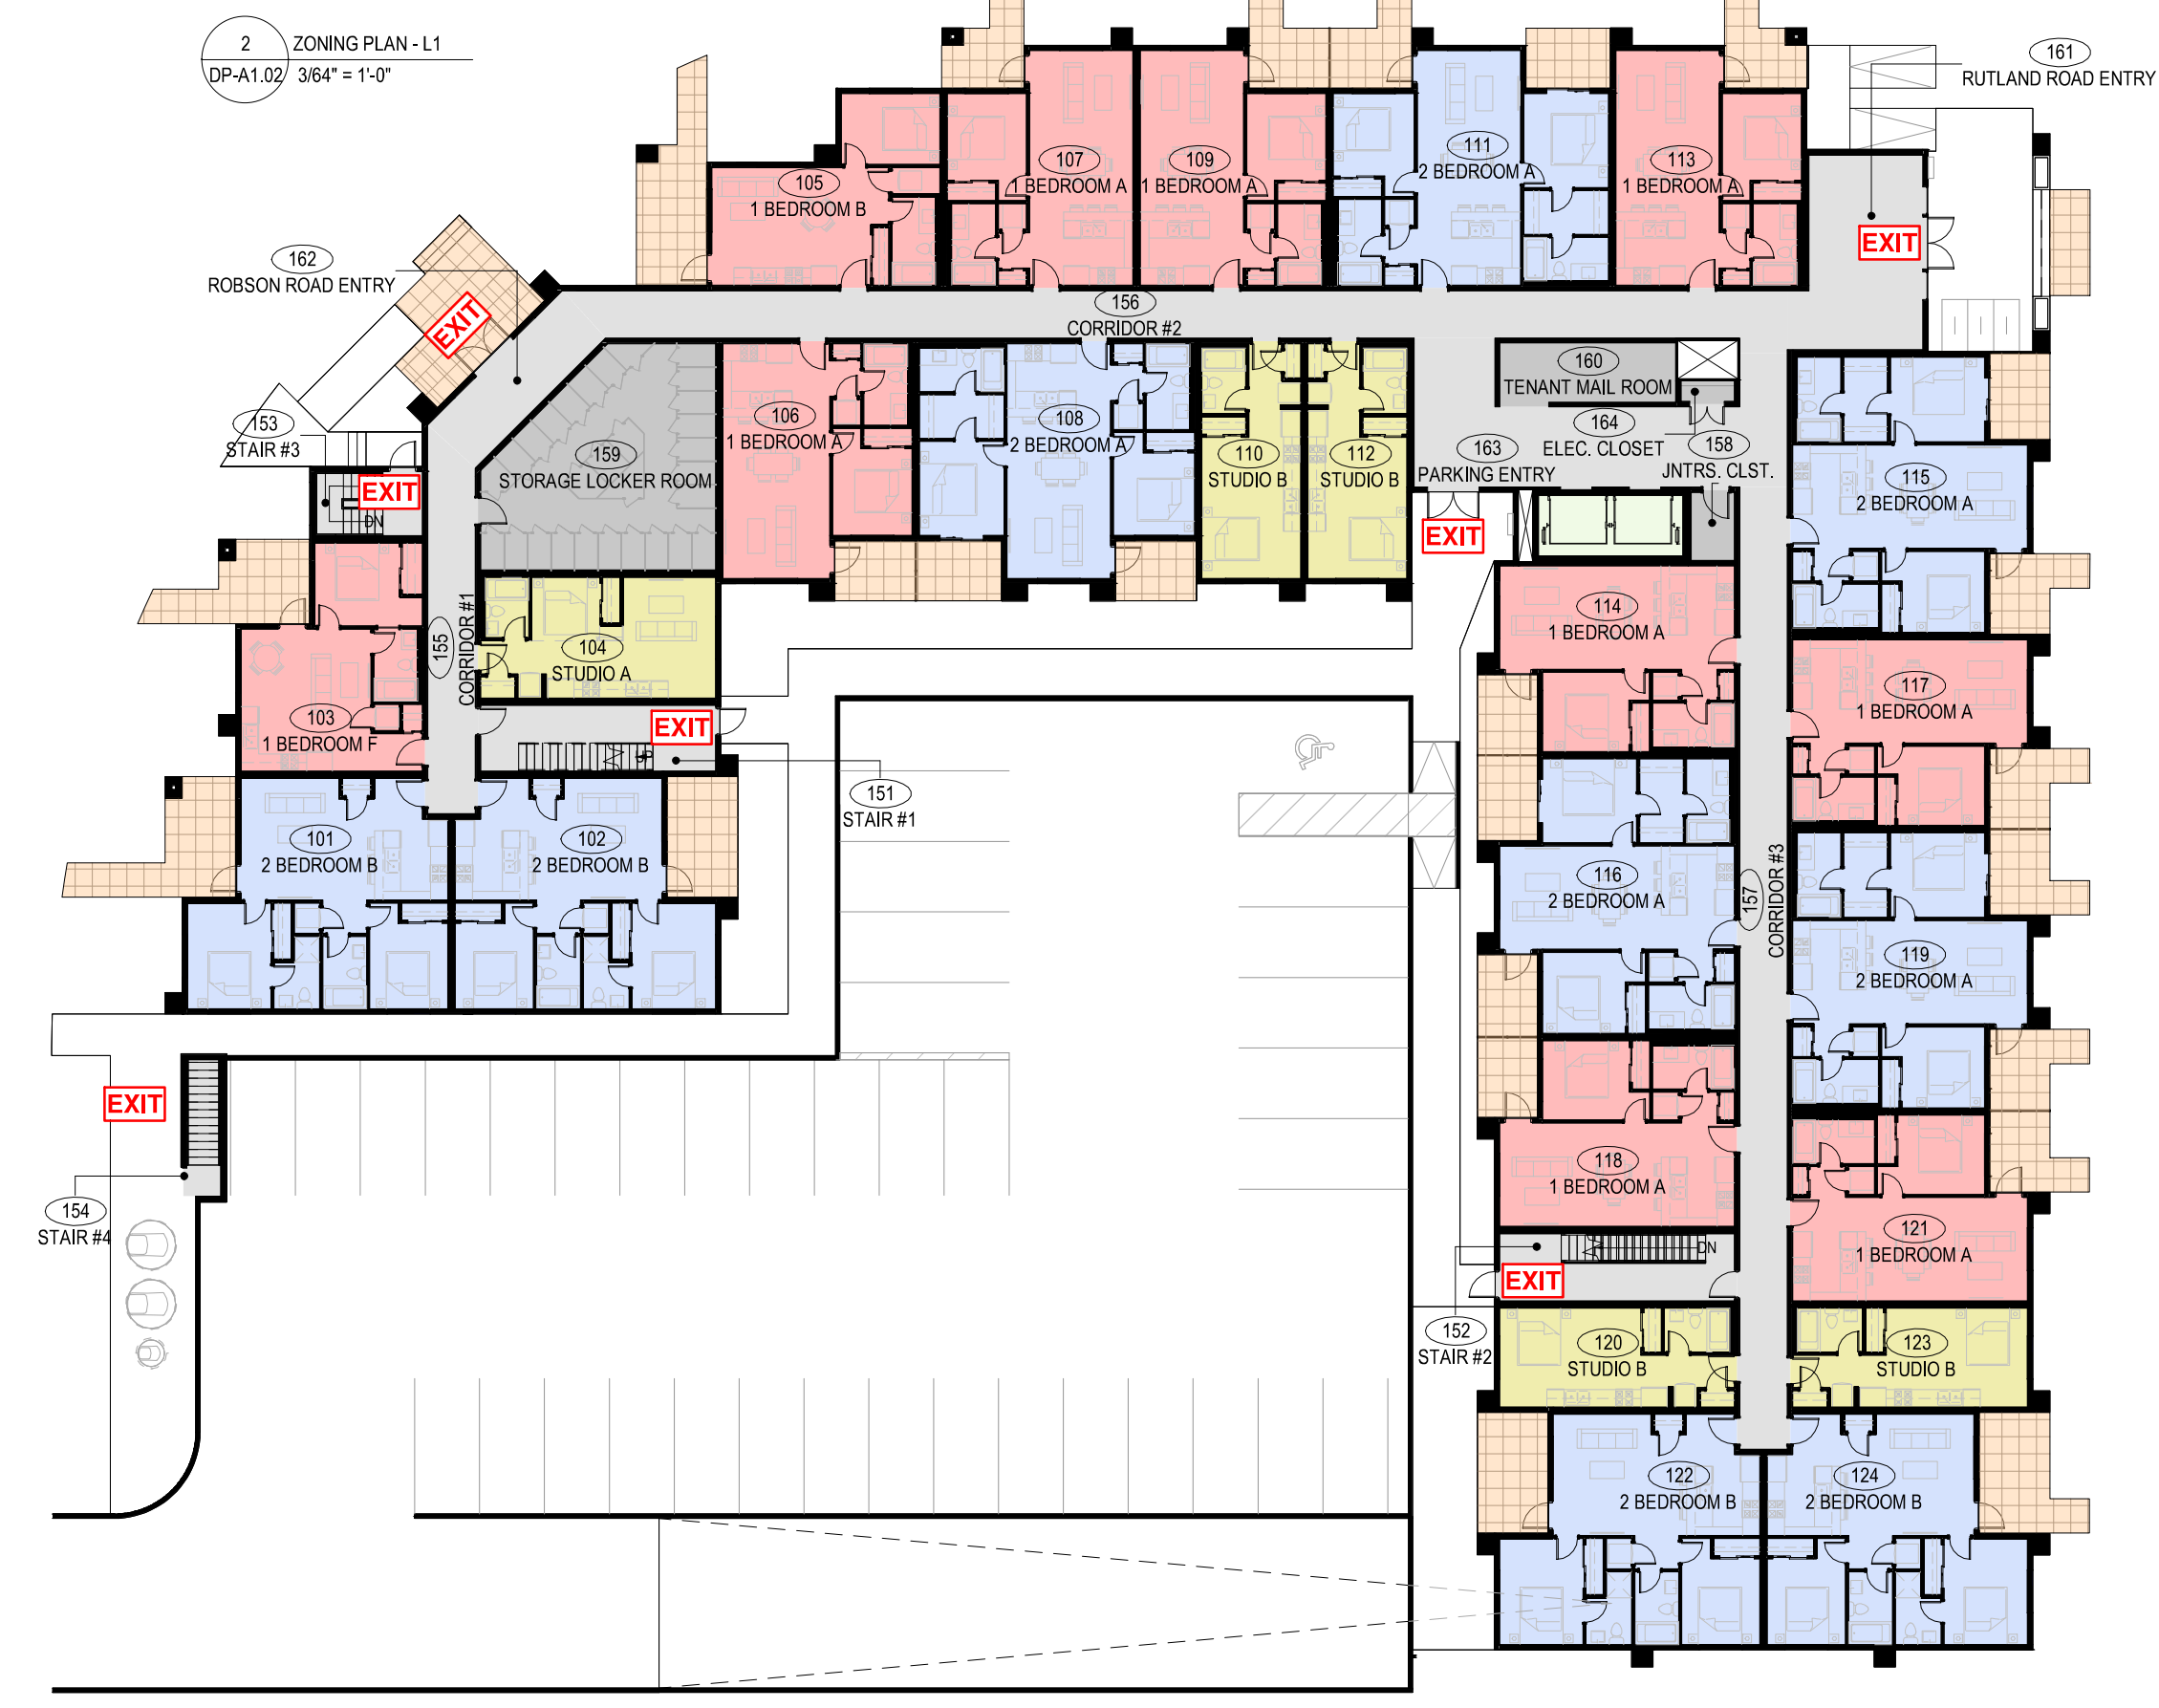 2
ZONING PLAN - L1
DP-A1.02
3/64" = 1'-0"
161
RUTLAND ROAD ENTRY
107
1 BEDROOM A
109
1 BEDROOM A
111
2 BEDROOM A
113
1 BEDROOM A
105
1 BEDROOM B
EXIT
162
ROBSON ROAD ENTRY
EXIT
156
CORRIDOR #2
160
TENANT MAIL ROOM
153
STAIR #3
106
1 BEDROOM A
108
2 BEDROOM A
164
ELEC. CLOSET
159
STORAGE LOCKER ROOM
110
STUDIO B
112
STUDIO B
163
PARKING ENTRY
158
JNTRS. CLST.
115
2 BEDROOM A
EXIT
DN
EXIT
155
CORRIDOR #1
104
STUDIO A
114
1 BEDROOM A
117
1 BEDROOM A
103
1 BEDROOM F
EXIT
UP
151
STAIR #1
101
2 BEDROOM B
102
2 BEDROOM B
116
2 BEDROOM A
157
CORRIDOR #3
119
2 BEDROOM A
EXIT
118
1 BEDROOM A
154
STAIR #4
121
1 BEDROOM A
DN
EXIT
152
STAIR #2
120
STUDIO B
123
STUDIO B
122
2 BEDROOM B
124
2 BEDROOM B